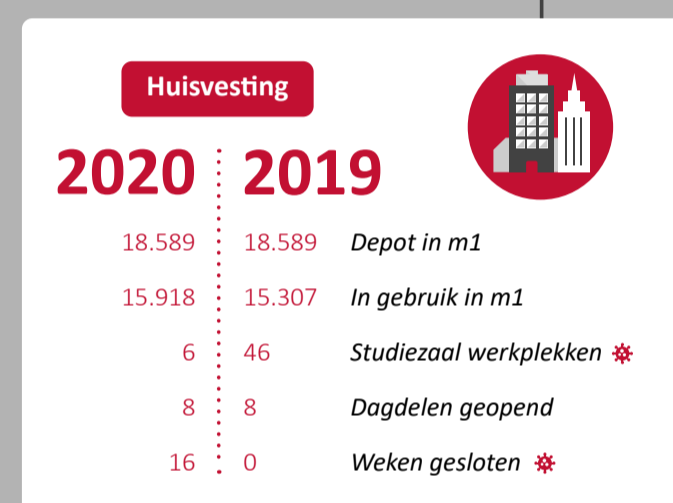 Huisvesting
2020 2019
18.589 18.589 Depot in m1
15.918 15.307 In gebruik in m1
6 46 Studiezaal werkplekken
8 8 Dagdelen geopend
16 0 Weken gesloten